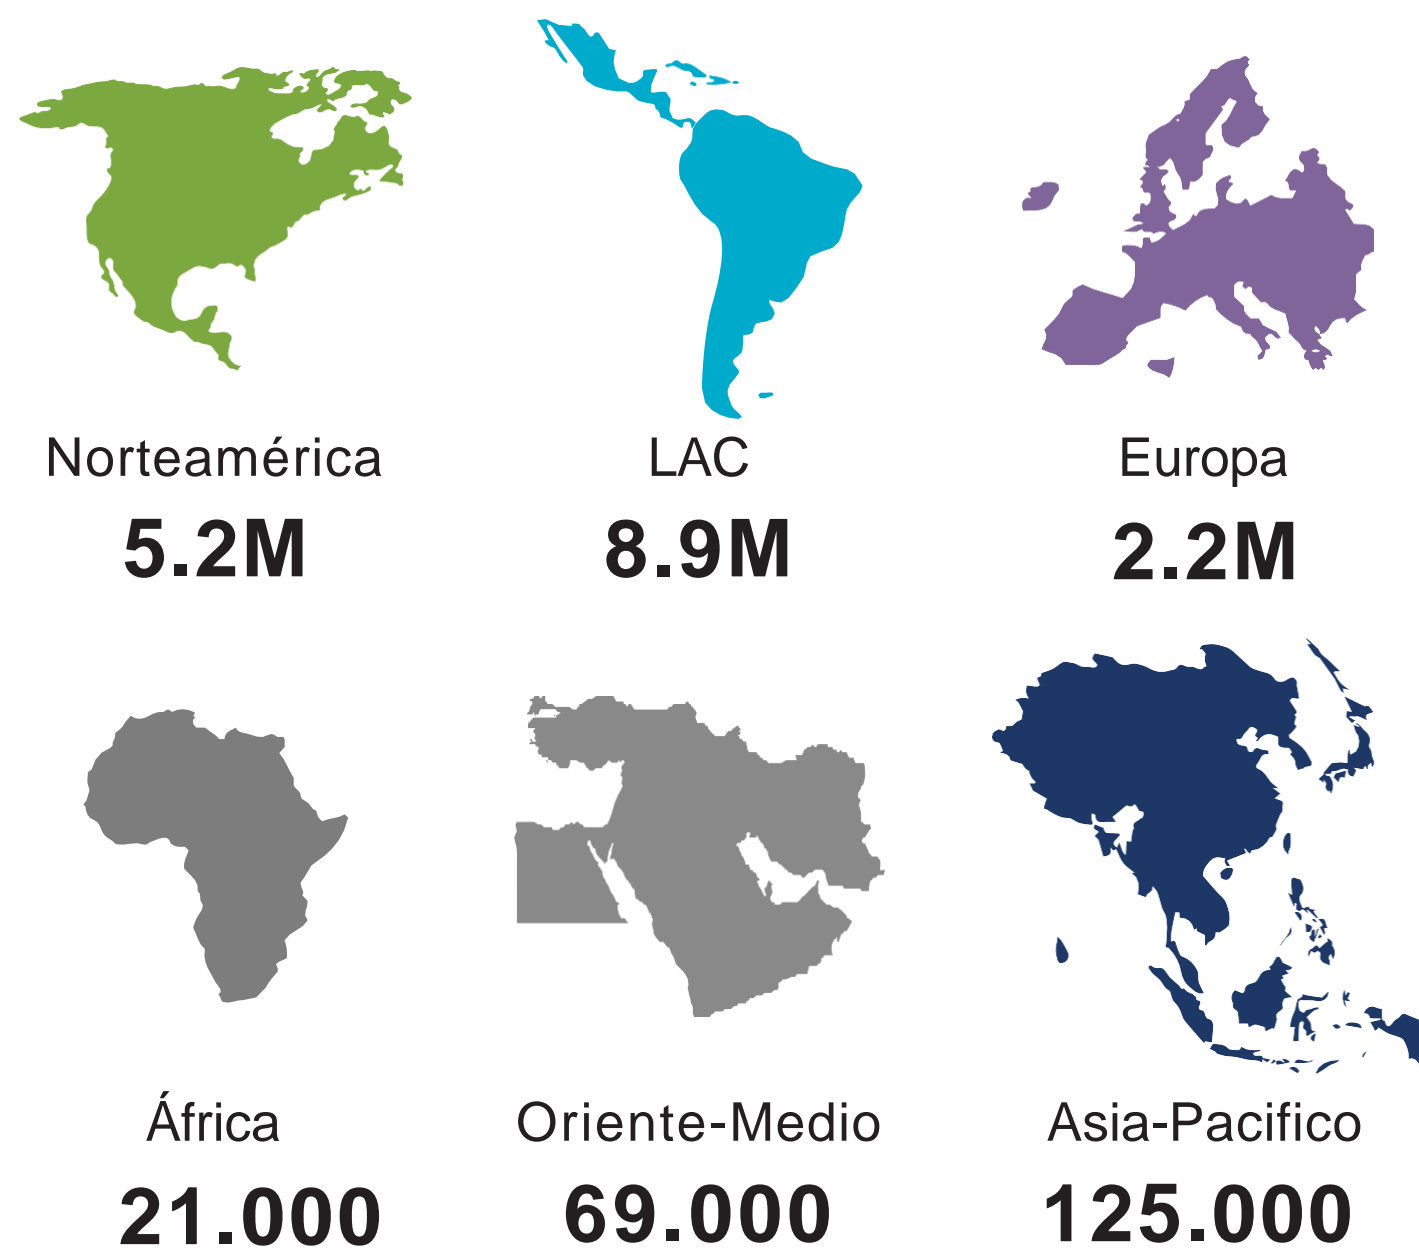 Norteamérica
5.2M
LAC
8.9M
Europa
2.2M
África
21.000
Oriente-Medio
69.000
Asia-Pacifico
125.000